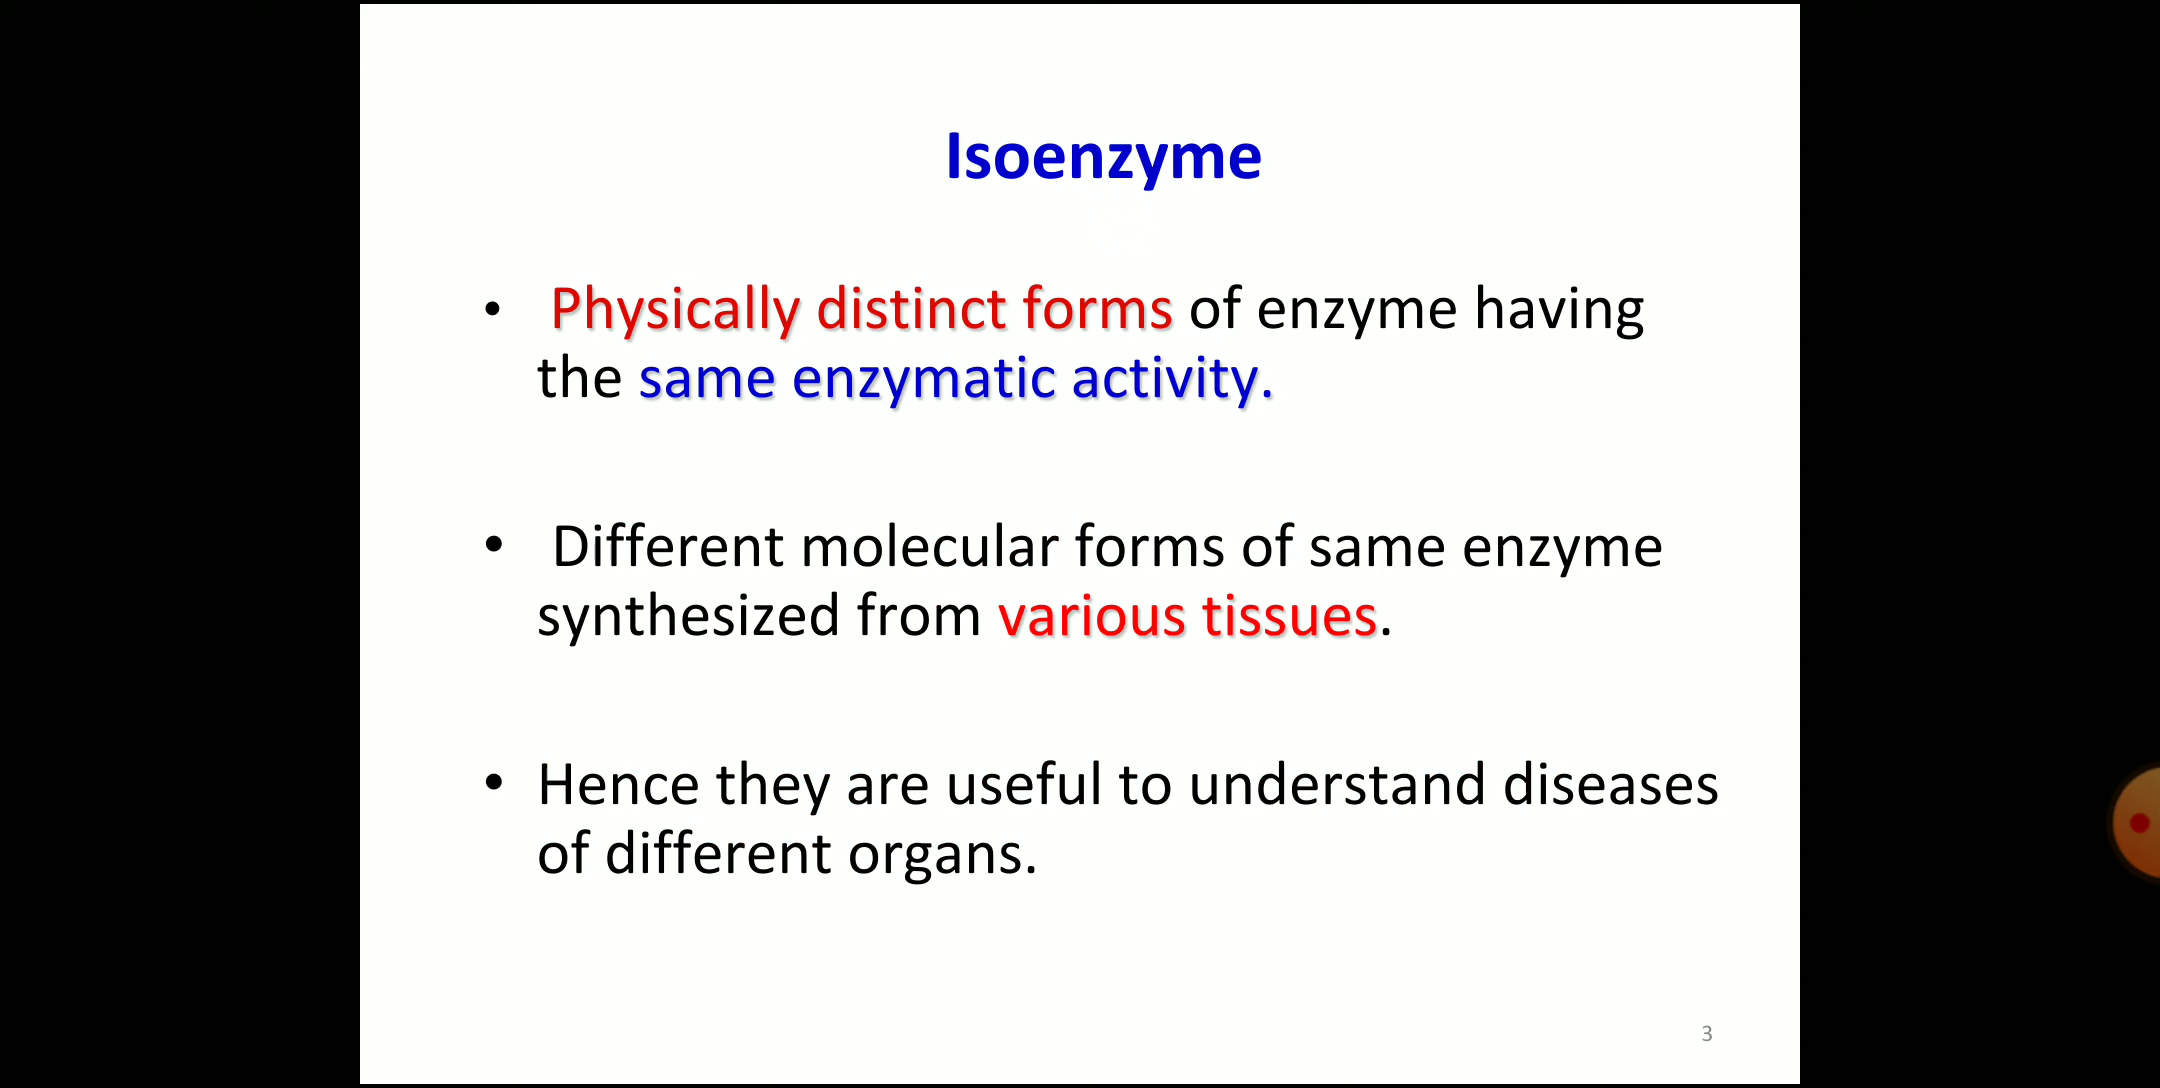 Isoenzyme
• Physically distinct forms of enzyme having
the same enzymatic activity.
• Different molecular forms of same enzyme
synthesized from various tissues.
• Hence they are useful to understand diseases
of different organs.
3